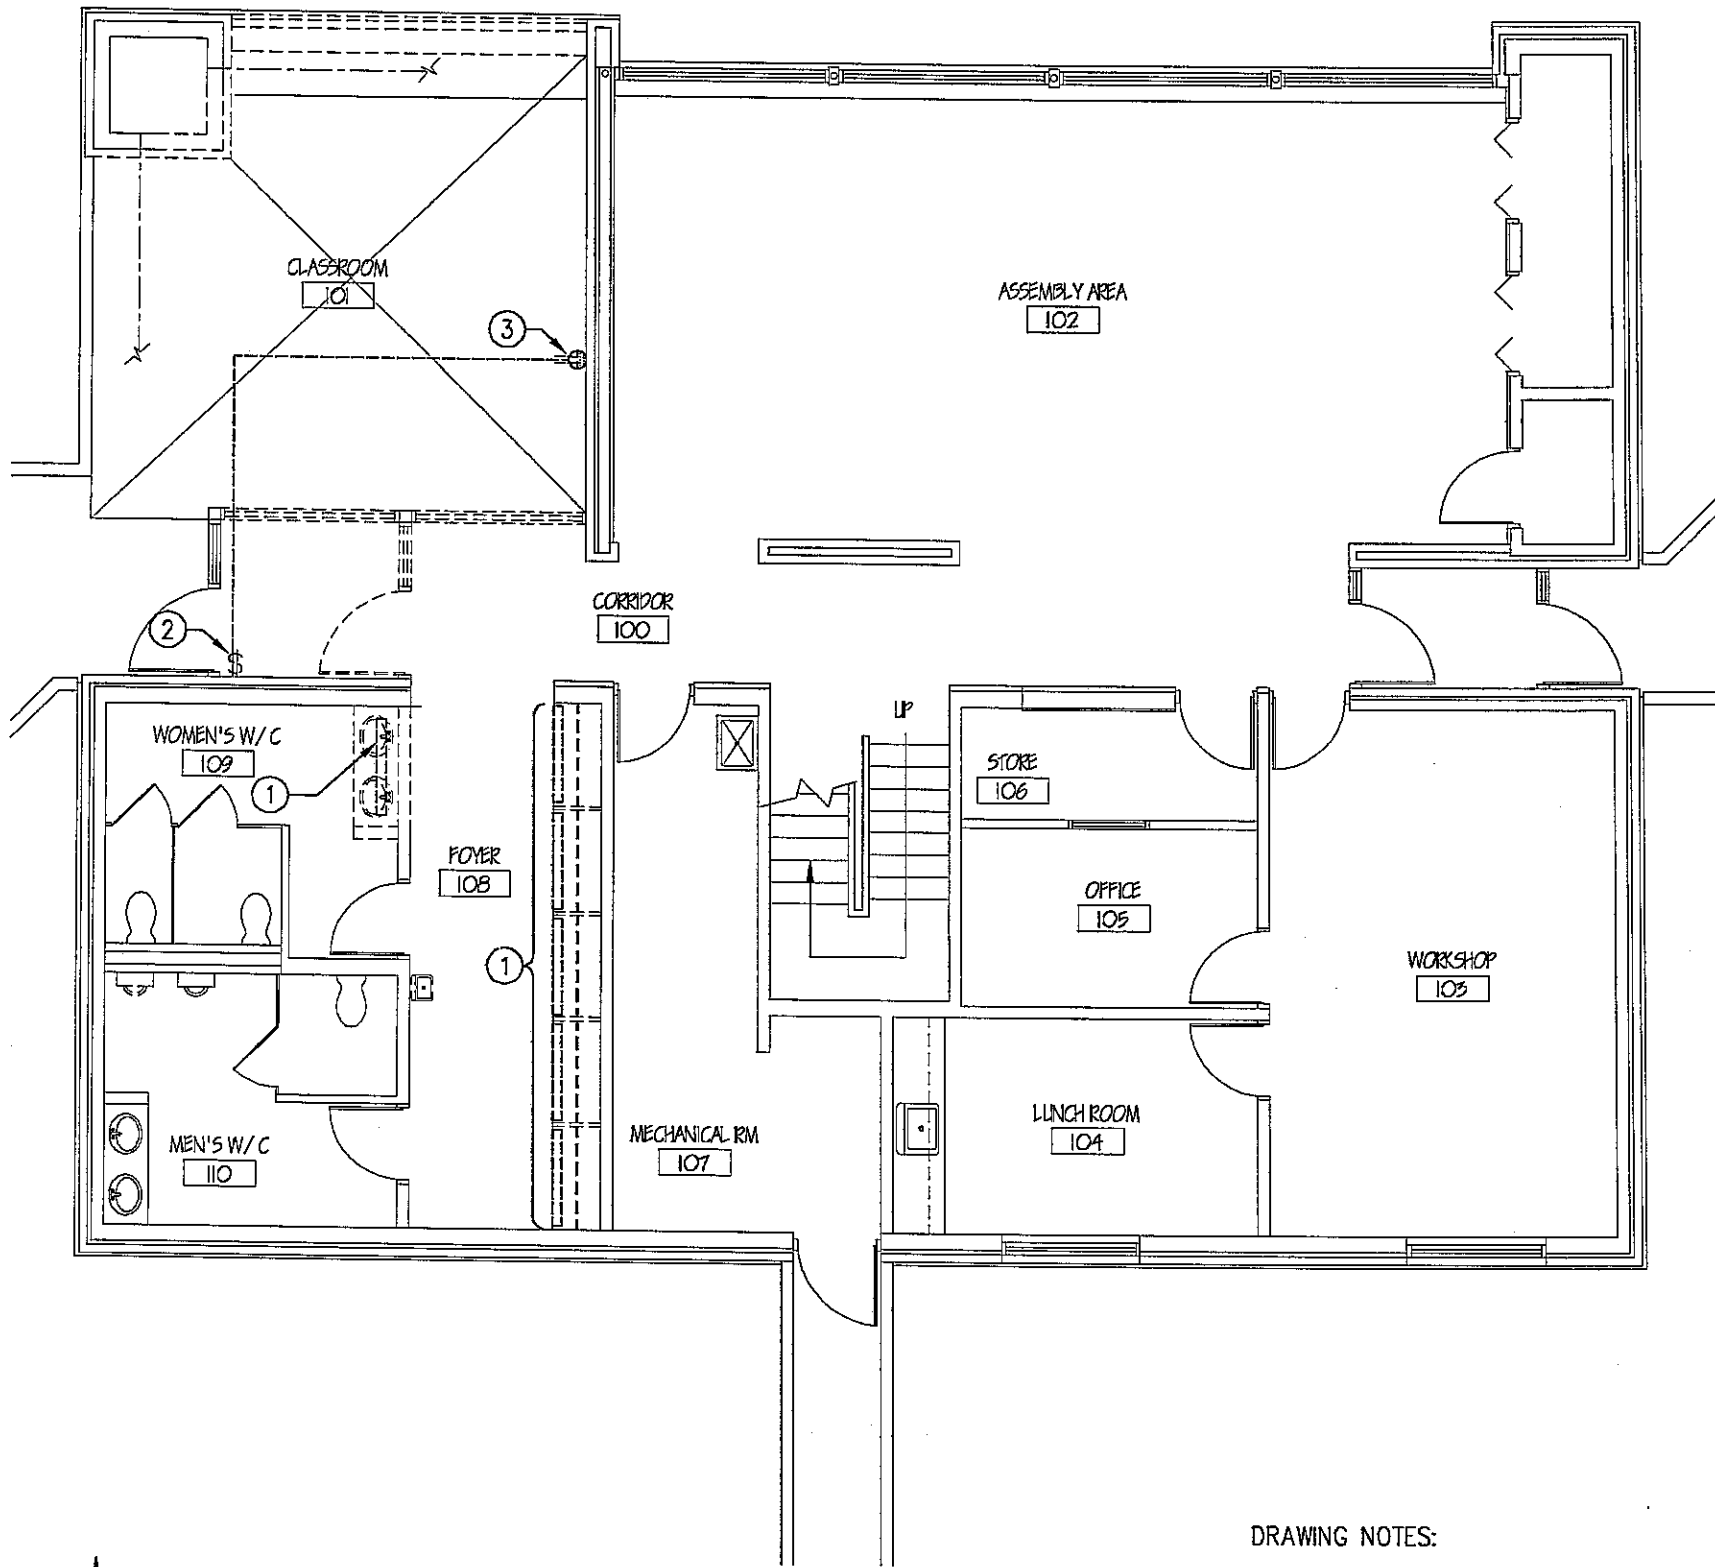 CLASSROOM
101
3
ASSEMBLY AREA
102
CORRIDOR
100
2
$
UP
WOMEN'S W/C
109
1
STORE
106
FOYER
108
OFFICE
105
1
WORKSHOP
103
MECHANICAL RM
107
LUNCH ROOM
104
MEN'S W/C
110
DRAWING NOTES: